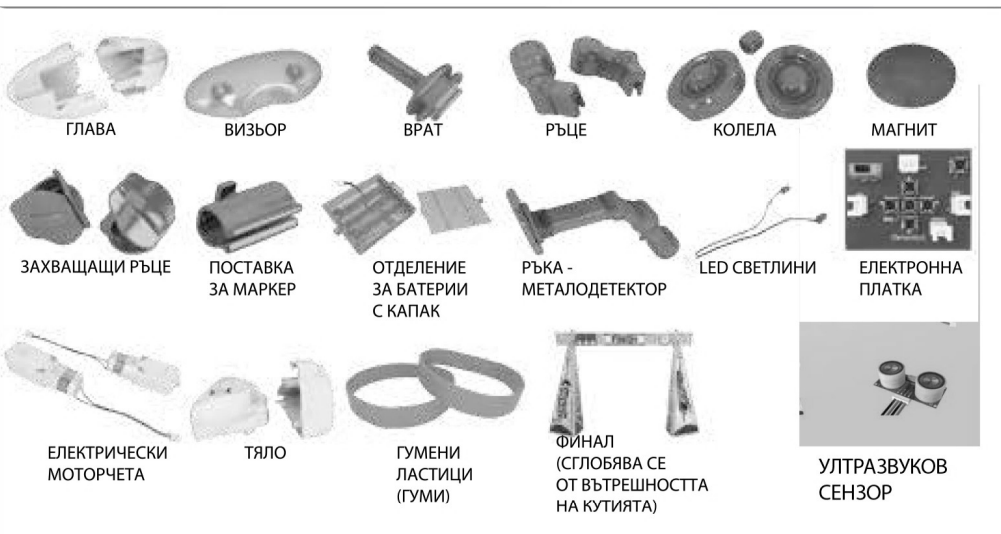 ГЛАВА
ВИЗЬОР
ВРАТ
РЪЦЕ
КОЛЕЛА
МАГНИТ
ЗАХВАЩАЩИ РЪЦЕ
ПОСТАВКА
ЗА МАРКЕР
ОТДЕЛЕНИЕ
ЗА БАТЕРИИ
С КАПАК
РЪКА -
МЕТАЛОДЕТЕКТОР
LED СВЕТЛИНИ
ЕЛЕКТРОННА
ПЛАТКА
ЕЛЕКТРИЧЕСКИ
МОТОРЧЕТА
ТЯЛО
ГУМЕНИ
ЛАСТИЦИ
(ГУМИ)
ФИНАЛ
(СГЛОБЯВА СЕ
ОТ ВЪТРЕШНОСТТА
НА КУТИЯТА)
УЛТРАЗВУКОВ
СЕНЗОР